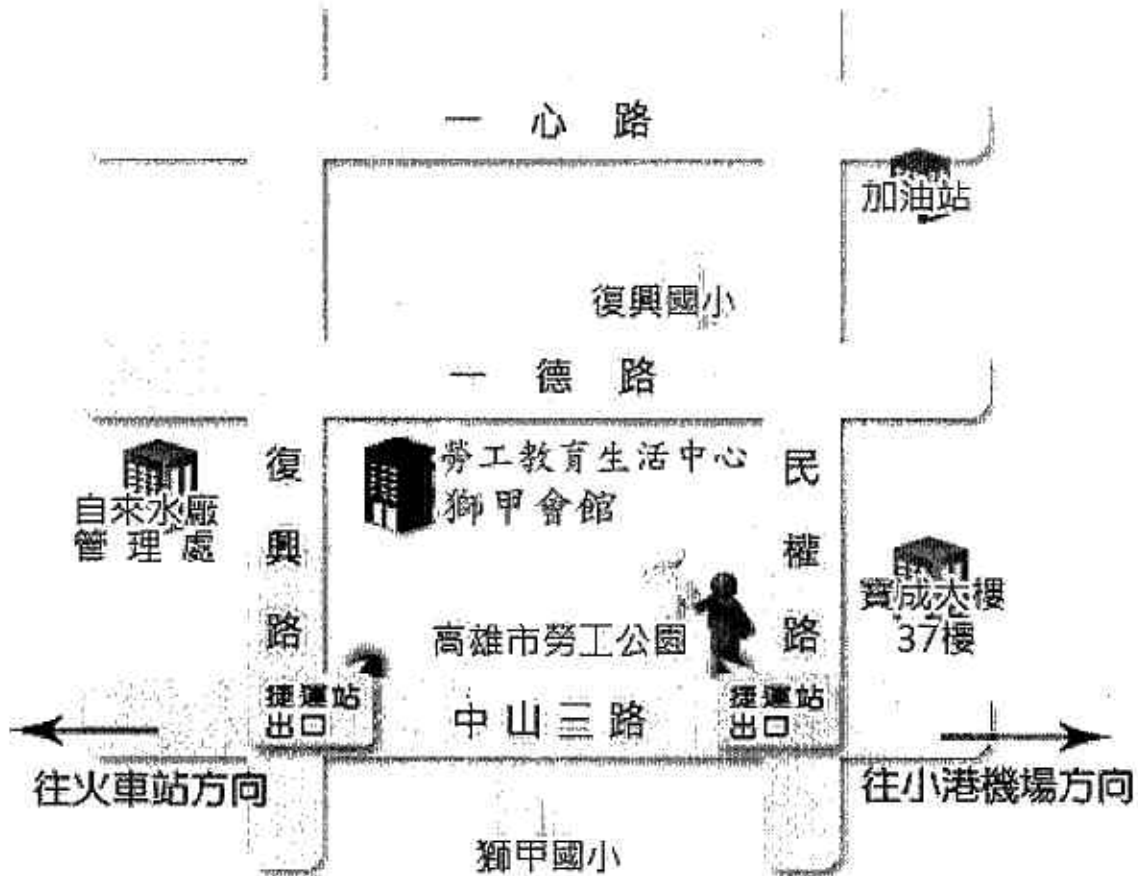 一心路
加油站
復興國小
一德路
自來水廠
管理處
復興路
勞工教育生活中心
獅甲會館
民權路
寶成大樓
37樓
高雄市勞工公園
捷運站
出口
中山三路
捷運站
出口
往火車站方向
往小港機場方向
獅甲國小